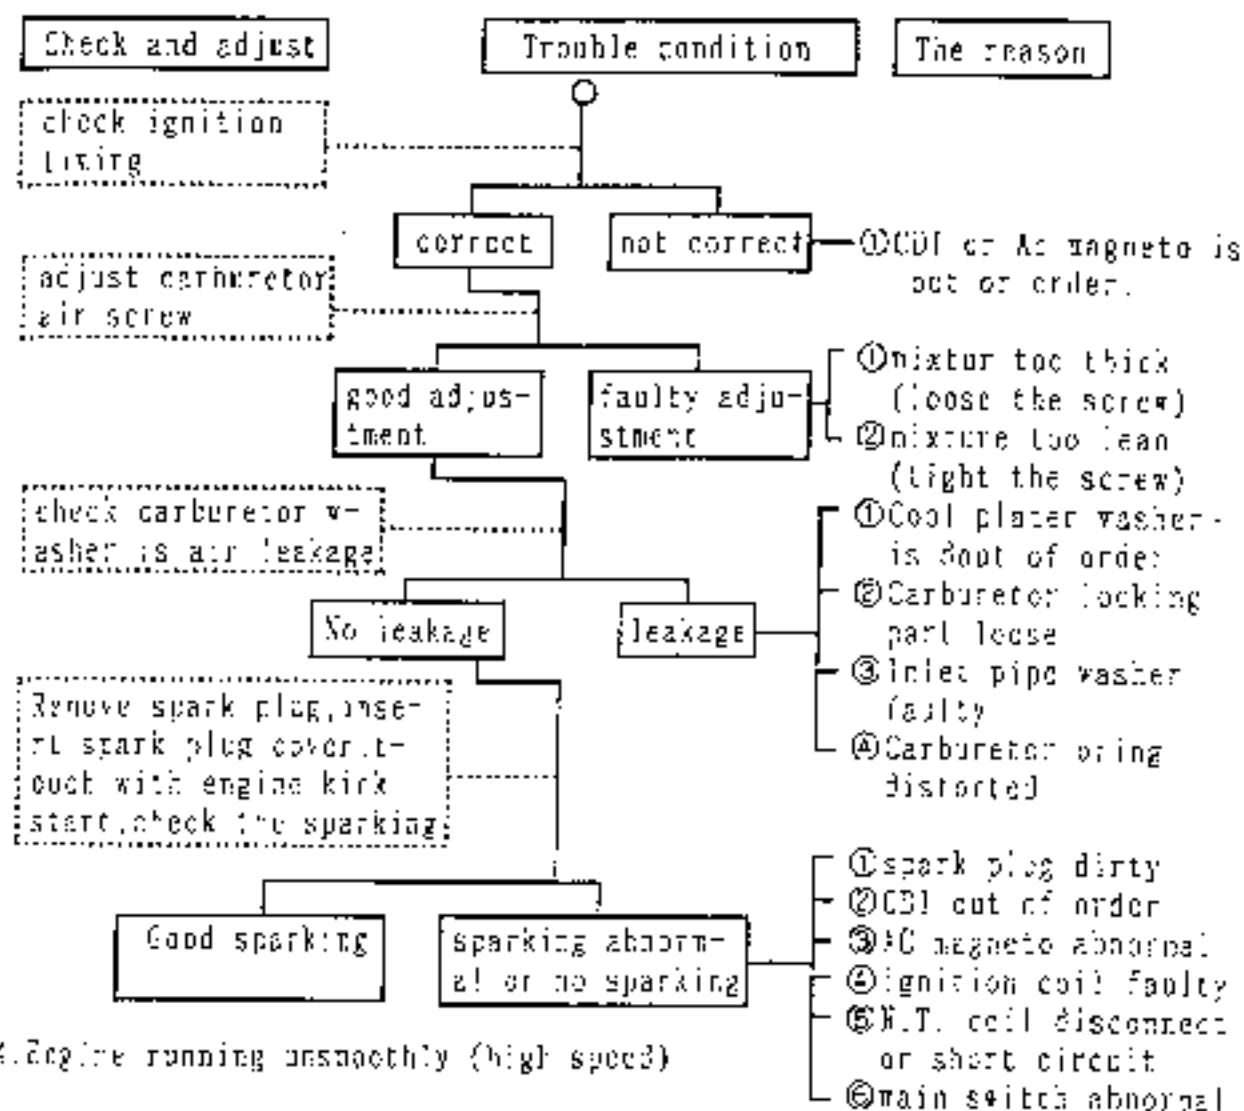 Check and adjust
Trouble condition
The reason
check ignition
timing
correct
not correct
①CDI or AC magneto is
out or order.
adjust carburetor
air screw
good adjus-
tment
faulty adju-
stment
①mixtur too thick
(loose the screw)
②mixture too lean
(tight the screw)
check carburetor w-
asher is air leakage
No leakage
leakage
①Cool plater washer
is out of order
②Carburetor locking
part loose
③inlet pipe washer
faulty
④Carburetor bring
distorted
Remove spark plug,inse-
rt spark plug cover.t-
ouch with engine kick
start,check the sparking
Good sparking
sparking abnorm-
al or no sparking
①spark plug dirty
②CDI out of order
③AC magneto abnormal
④ignition coil faulty
⑤H.T. coil disconnect
or short circuit
⑥main switch abnormal
Engine running unsmoothly (high speed)